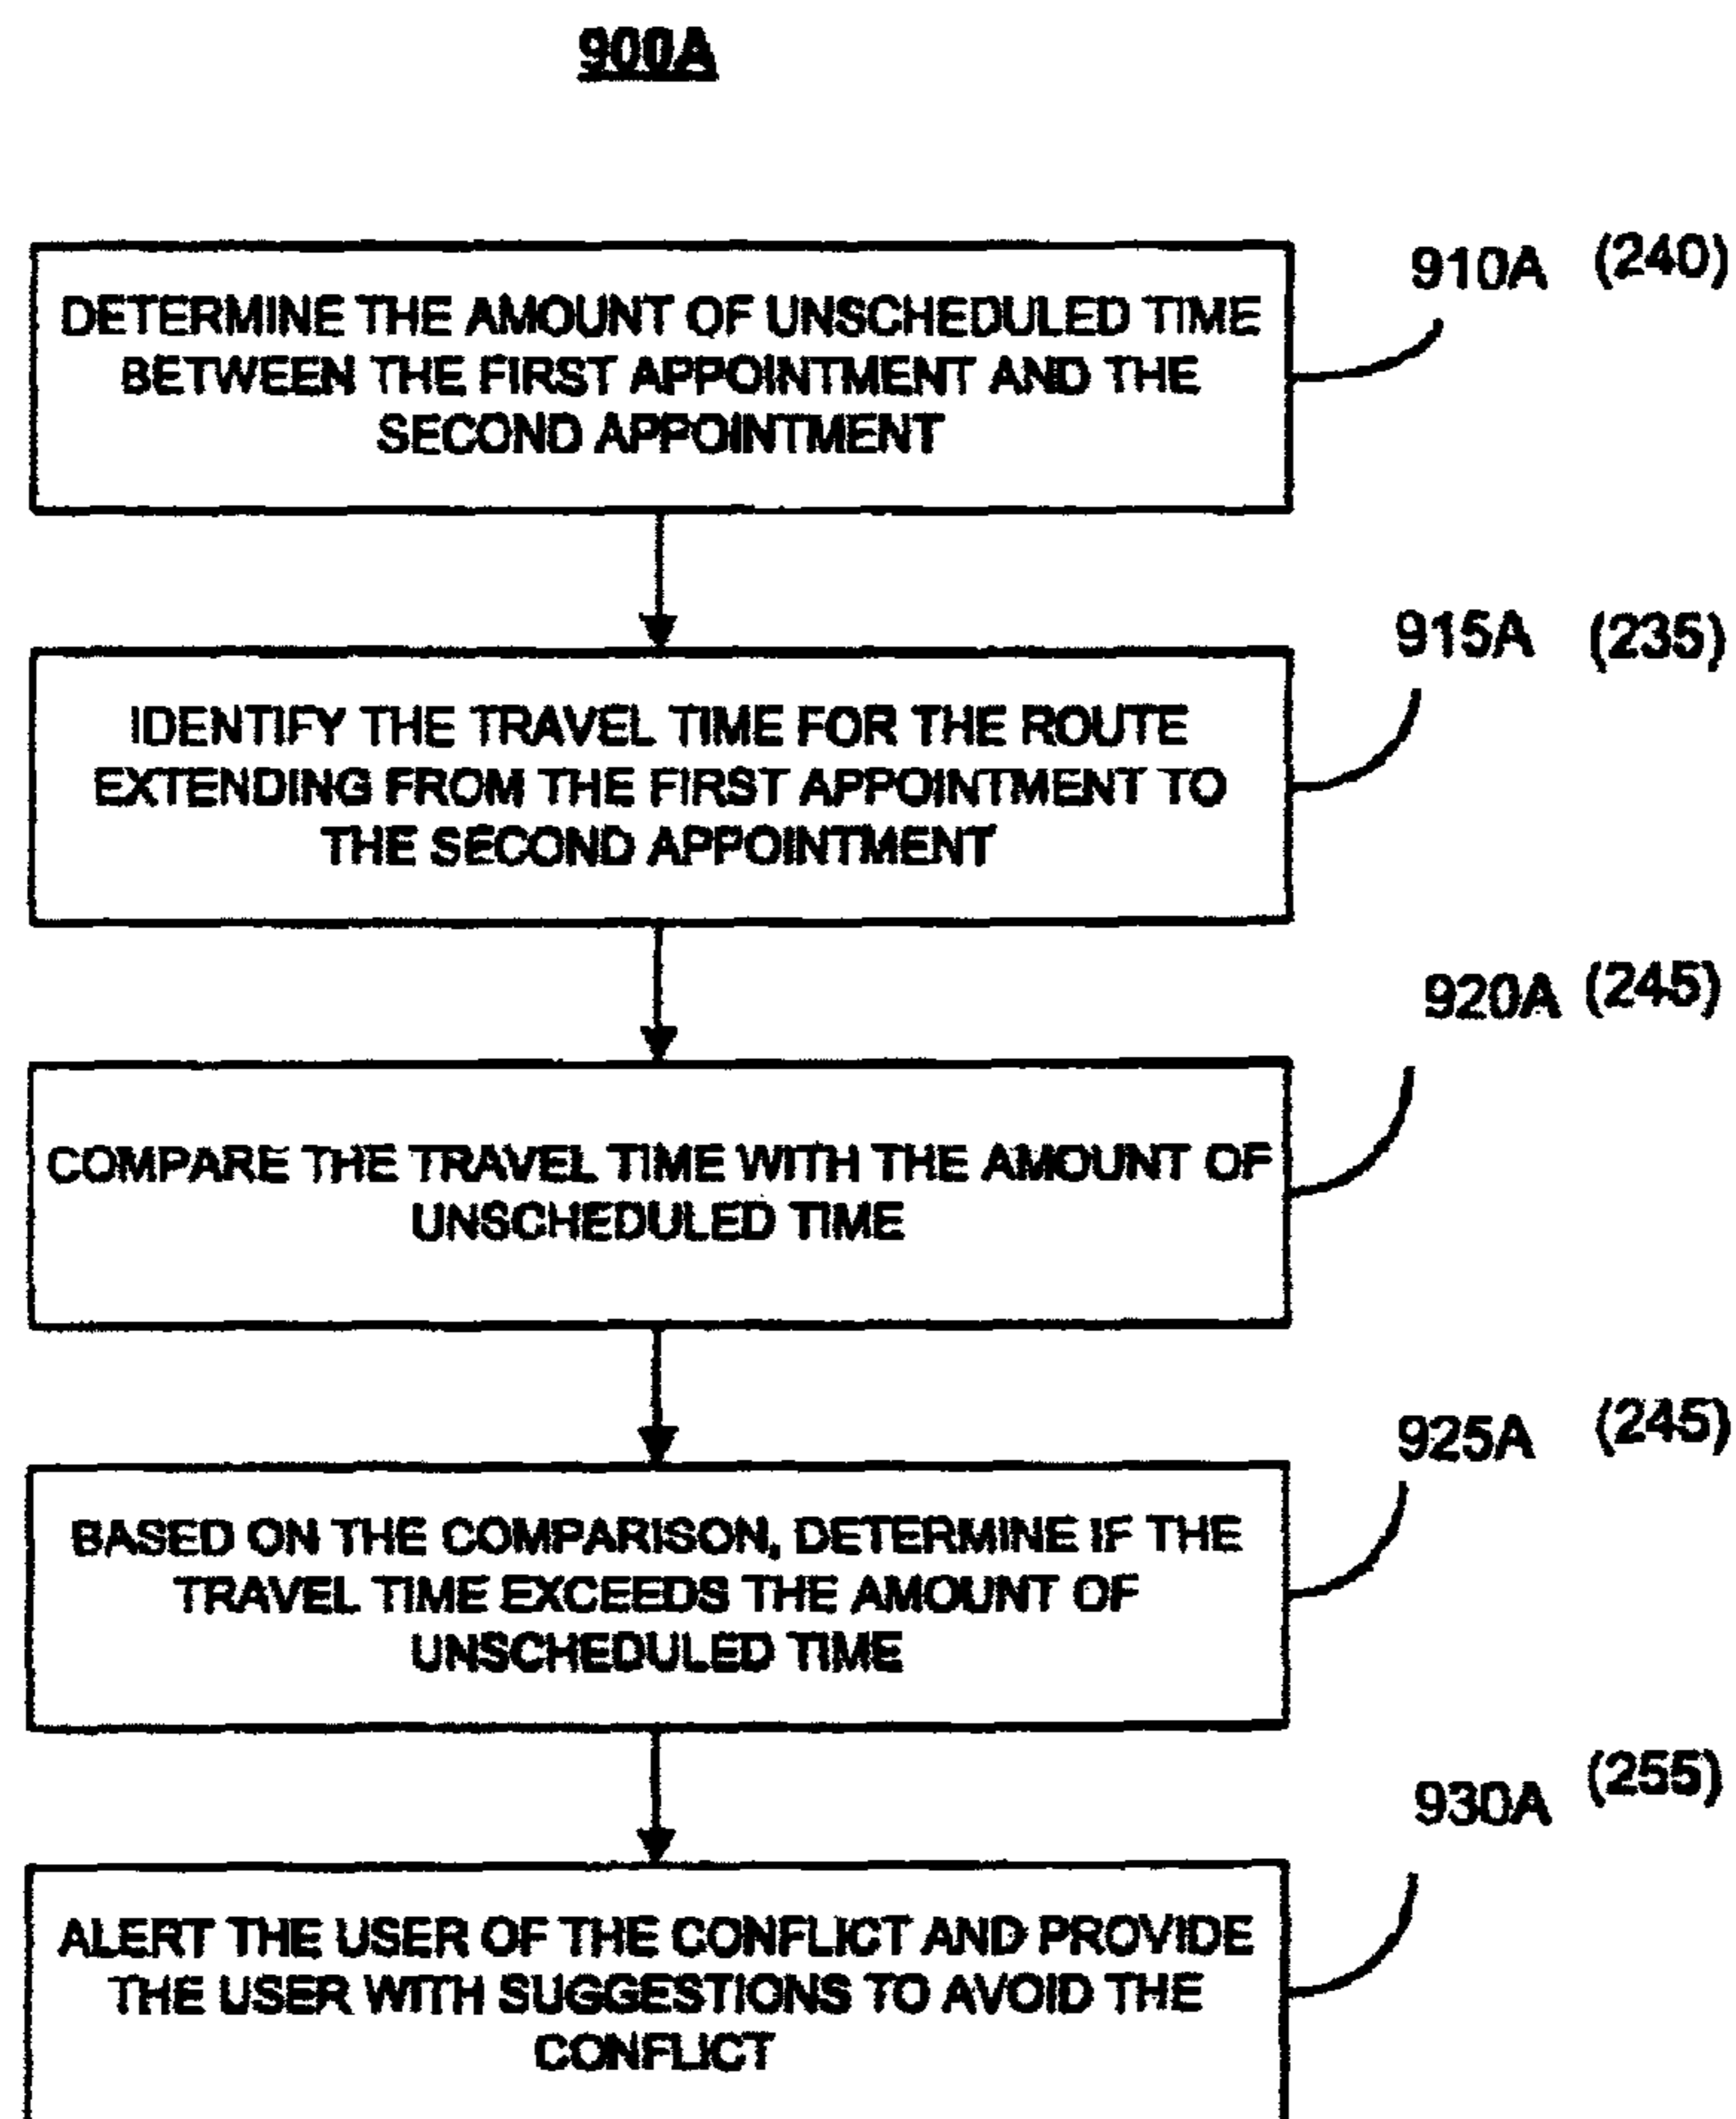 900A
910A (240)
DETERMINE THE AMOUNT OF UNSCHEDULED TIME
BETWEEN THE FIRST APPOINTMENT AND THE
SECOND APPOINTMENT
915A (235)
IDENTIFY THE TRAVEL TIME FOR THE ROUTE
EXTENDING FROM THE FIRST APPOINTMENT TO
THE SECOND APPOINTMENT
920A (245)
COMPARE THE TRAVEL TIME WITH THE AMOUNT OF
UNSCHEDULED TIME
925A (245)
BASED ON THE COMPARISON, DETERMINE IF THE
TRAVEL TIME EXCEEDS THE AMOUNT OF
UNSCHEDULED TIME
930A (255)
ALERT THE USER OF THE CONFLICT AND PROVIDE
THE USER WITH SUGGESTIONS TO AVOID THE
CONFLICT